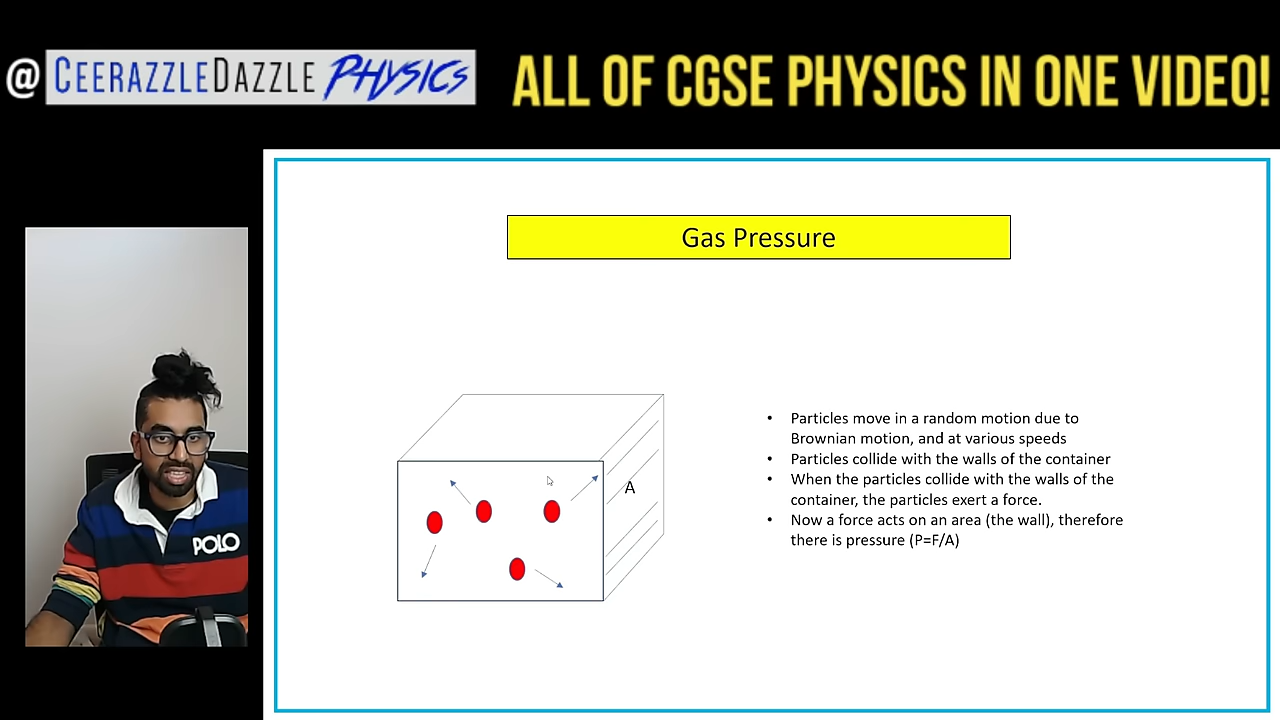 @ CEERAZZLEDAZZLE PHYSICS
ALL OF CGSE PHYSICS IN ONE VIDEO!
Gas Pressure
A
• Particles move in a random motion due to
Brownian motion, and at various speeds
• Particles collide with the walls of the container
• When the particles collide with the walls of the
container, the particles exert a force.
• Now a force acts on an area (the wall), therefore
there is pressure (P=F/A)
POLO